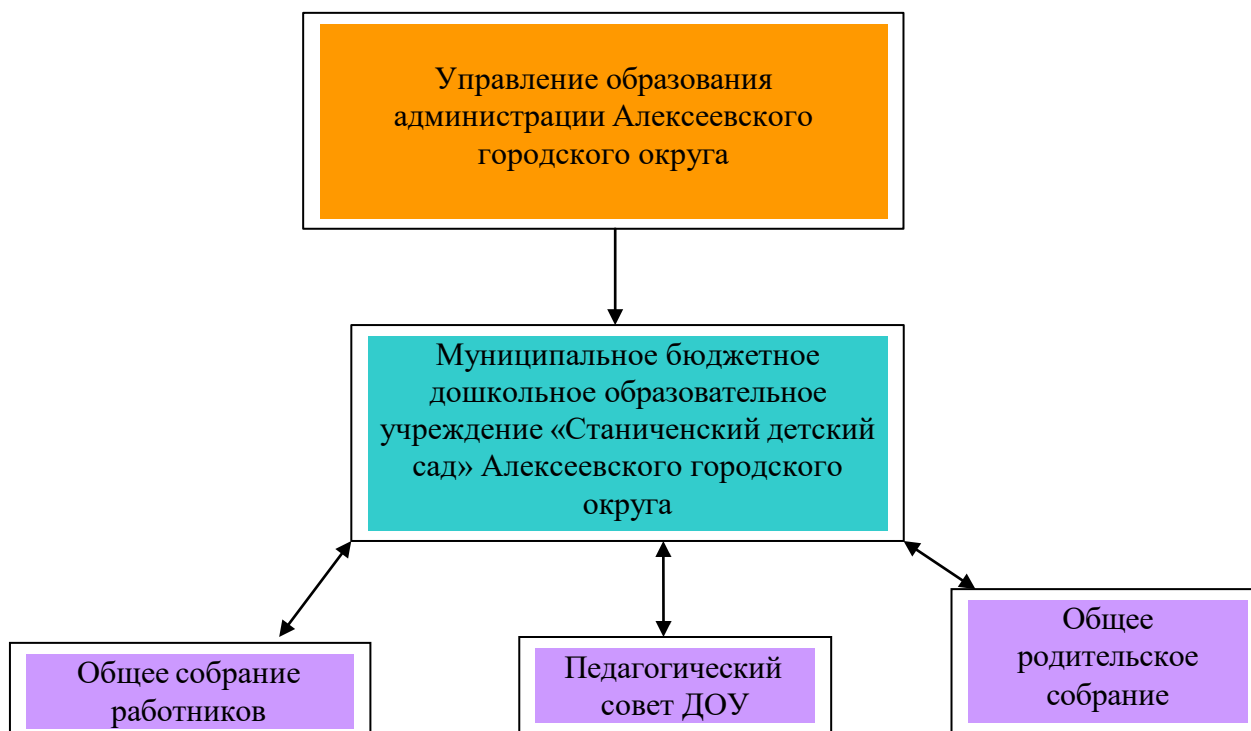 Управление образования
администрации Алексеевского
городского округа
Муниципальное бюджетное
дошкольное образовательное
учреждение «Станиченский детский
сад» Алексеевского городского
округа
Общее собрание
работников
Педагогический
совет ДОУ
Общее
родительское
собрание